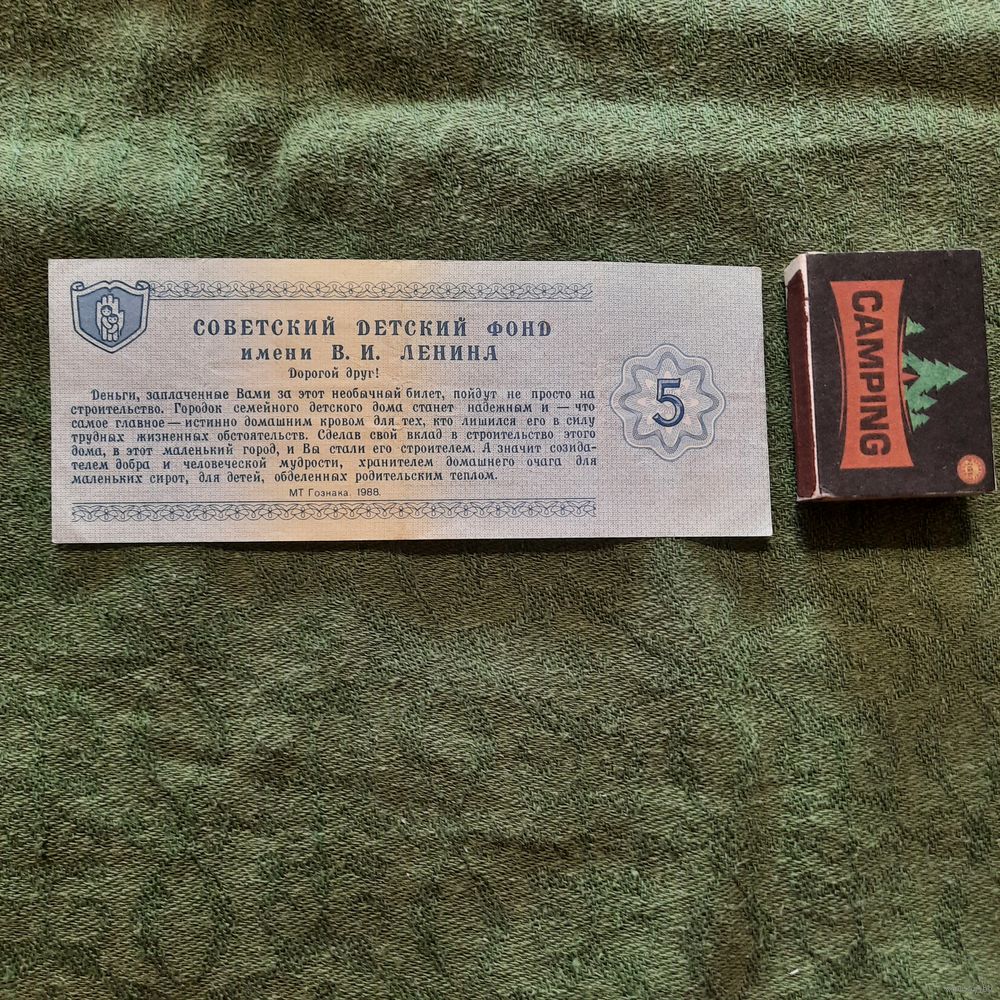 СОВЕТСКИЙ ДЕТСКИЙ ФОНД
имени В. И. ЛЕНИНА
Дорогой друг!
Деньги, заплаченные Вами за этот необычный билет, пойдут не просто на
строительство. Городок семейного детского дома станет надежным и — что
самое главное — истинно домашним кровом для тех, кто лишился его в силу
трудных жизненных обстоятельств. Сделав свой вклад в строительство этого
дома, в этот маленький город, и Вы стали его строителем. А значит созида-
телем добра и человеческой мудрости, хранителем домашнего очага для
маленьких сирот, для детей, обделенных родительским теплом.
МТ Гознака. 1988.
5
CAMPING